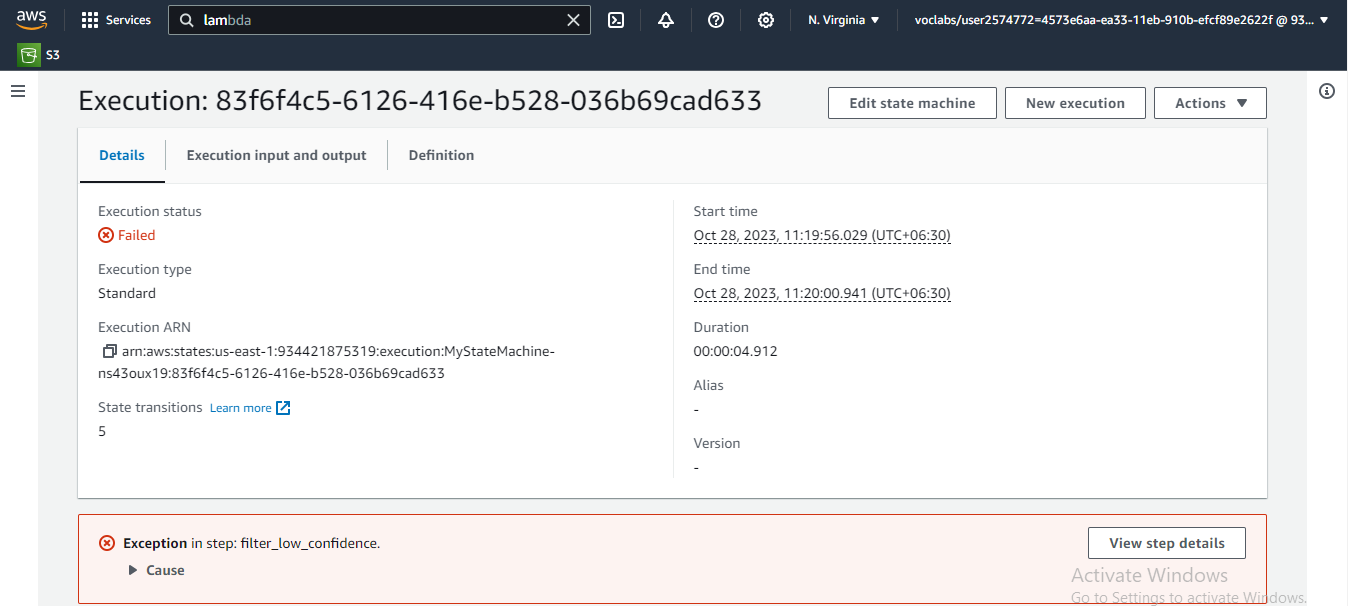 aws
Services
lambda
N. Virginia
voclabs/user2574772=4573e6aa-ea33-11eb-910b-efcf89e2622f @ 93...
S3
Execution: 83f6f4c5-6126-416e-b528-036b69cad633
Edit state machine
New execution
Actions
Details
Execution input and output
Definition
Execution status
Failed
Execution type
Standard
Execution ARN
arn:aws:states:us-east-1:934421875319:execution:MyStateMachine-
ns43oux19:83f6f4c5-6126-416e-b528-036b69cad633
State transitions Learn more
5
Start time
Oct 28, 2023, 11:19:56.029 (UTC+06:30)
End time
Oct 28, 2023, 11:20:00.941 (UTC+06:30)
Duration
00:00:04.912
Alias
-
Version
-
Exception in step: filter_low_confidence.
Cause
View step details
Activate Windows
Go to Settings to activate Windows.